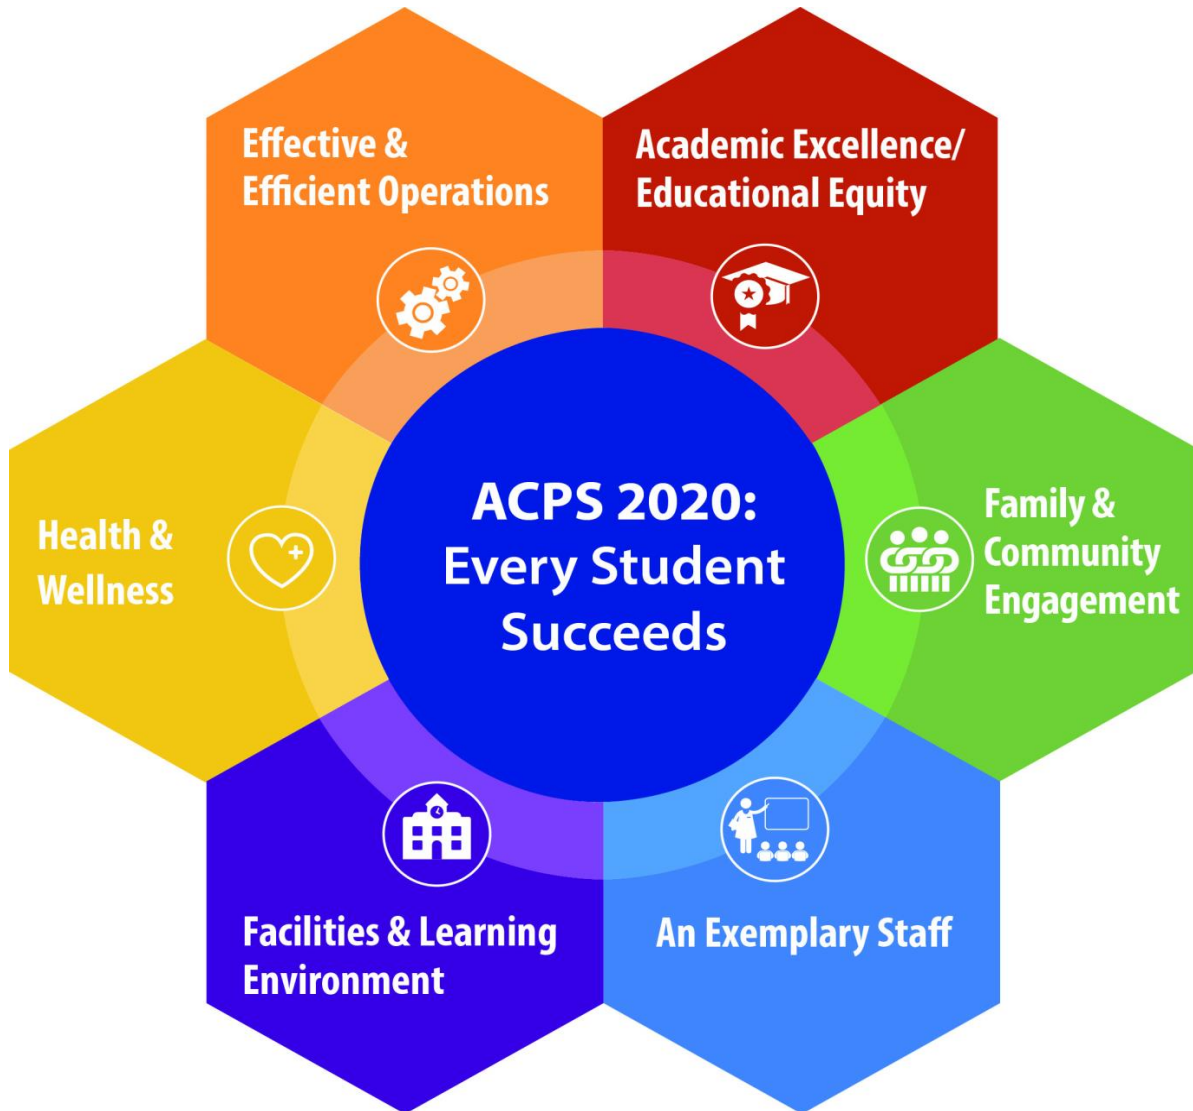 Effective &
Efficient Operations
Academic Excellence/
Educational Equity
Health &
Wellness
ACPS 2020:
Every Student
Succeeds
Family &
Community
Engagement
Facilities & Learning
Environment
An Exemplary Staff